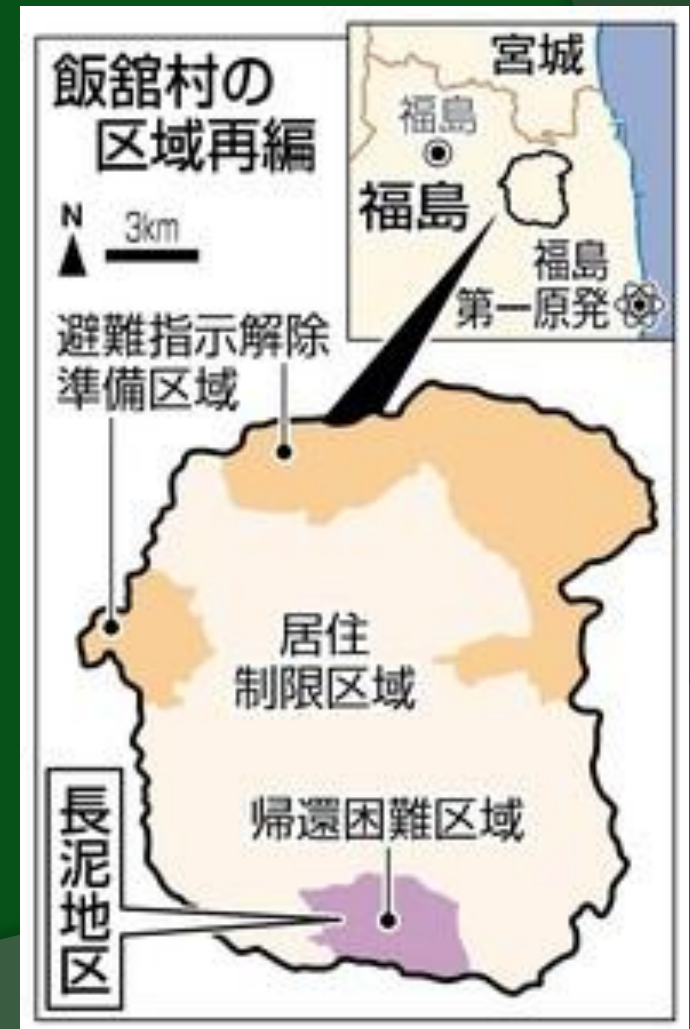 飯舘村の
区域再編
N
3km
宮城
福島
福島
福島
第一原発
避難指示解除
準備区域
居住
制限区域
帰還困難区域
長泥地区